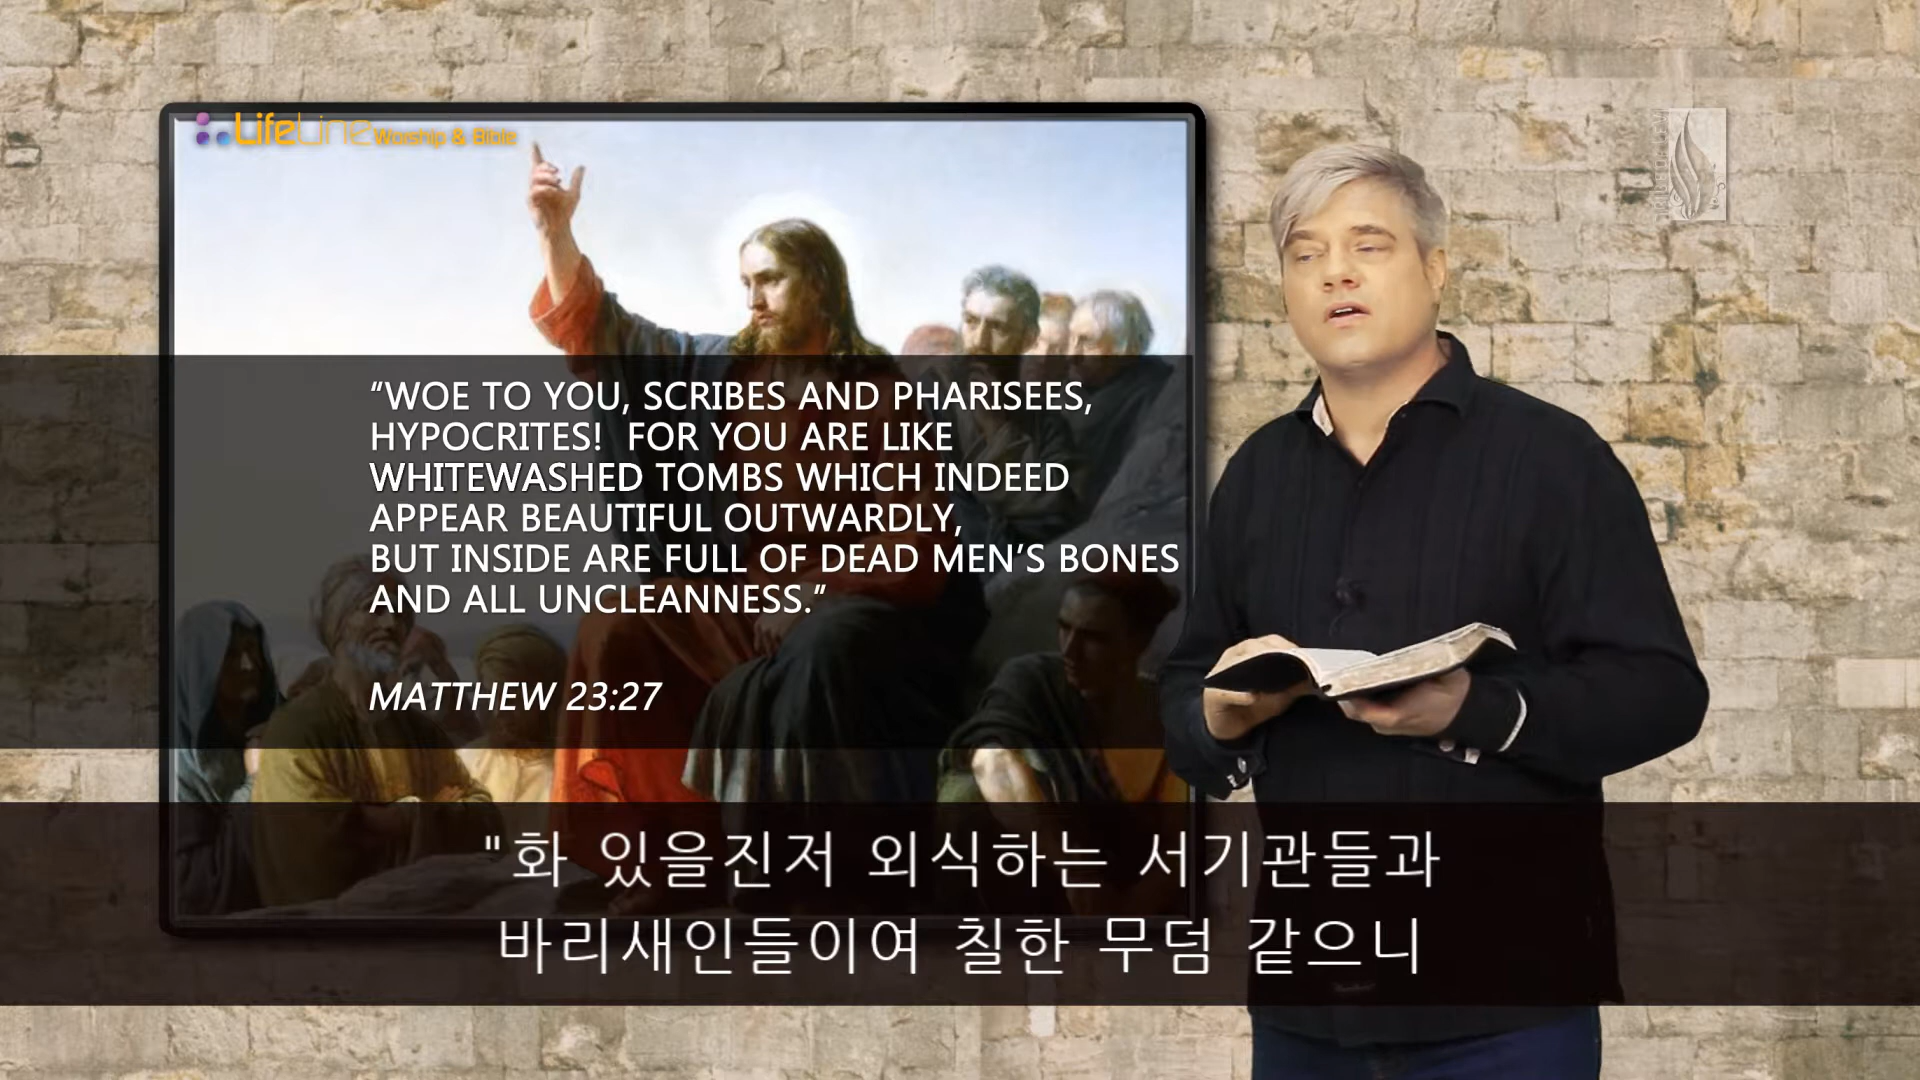 LifeLine Worship & Bible
“WOE TO YOU, SCRIBES AND PHARISEES,
HYPOCRITES!  FOR YOU ARE LIKE
WHITEWASHED TOMBS WHICH INDEED
APPEAR BEAUTIFUL OUTWARDLY,
BUT INSIDE ARE FULL OF DEAD MEN’S BONES
AND ALL UNCLEANNESS.”
MATTHEW 23:27
"화 있을진저 외식하는 서기관들과
바리새인들이여 칠한 무덤 같으니